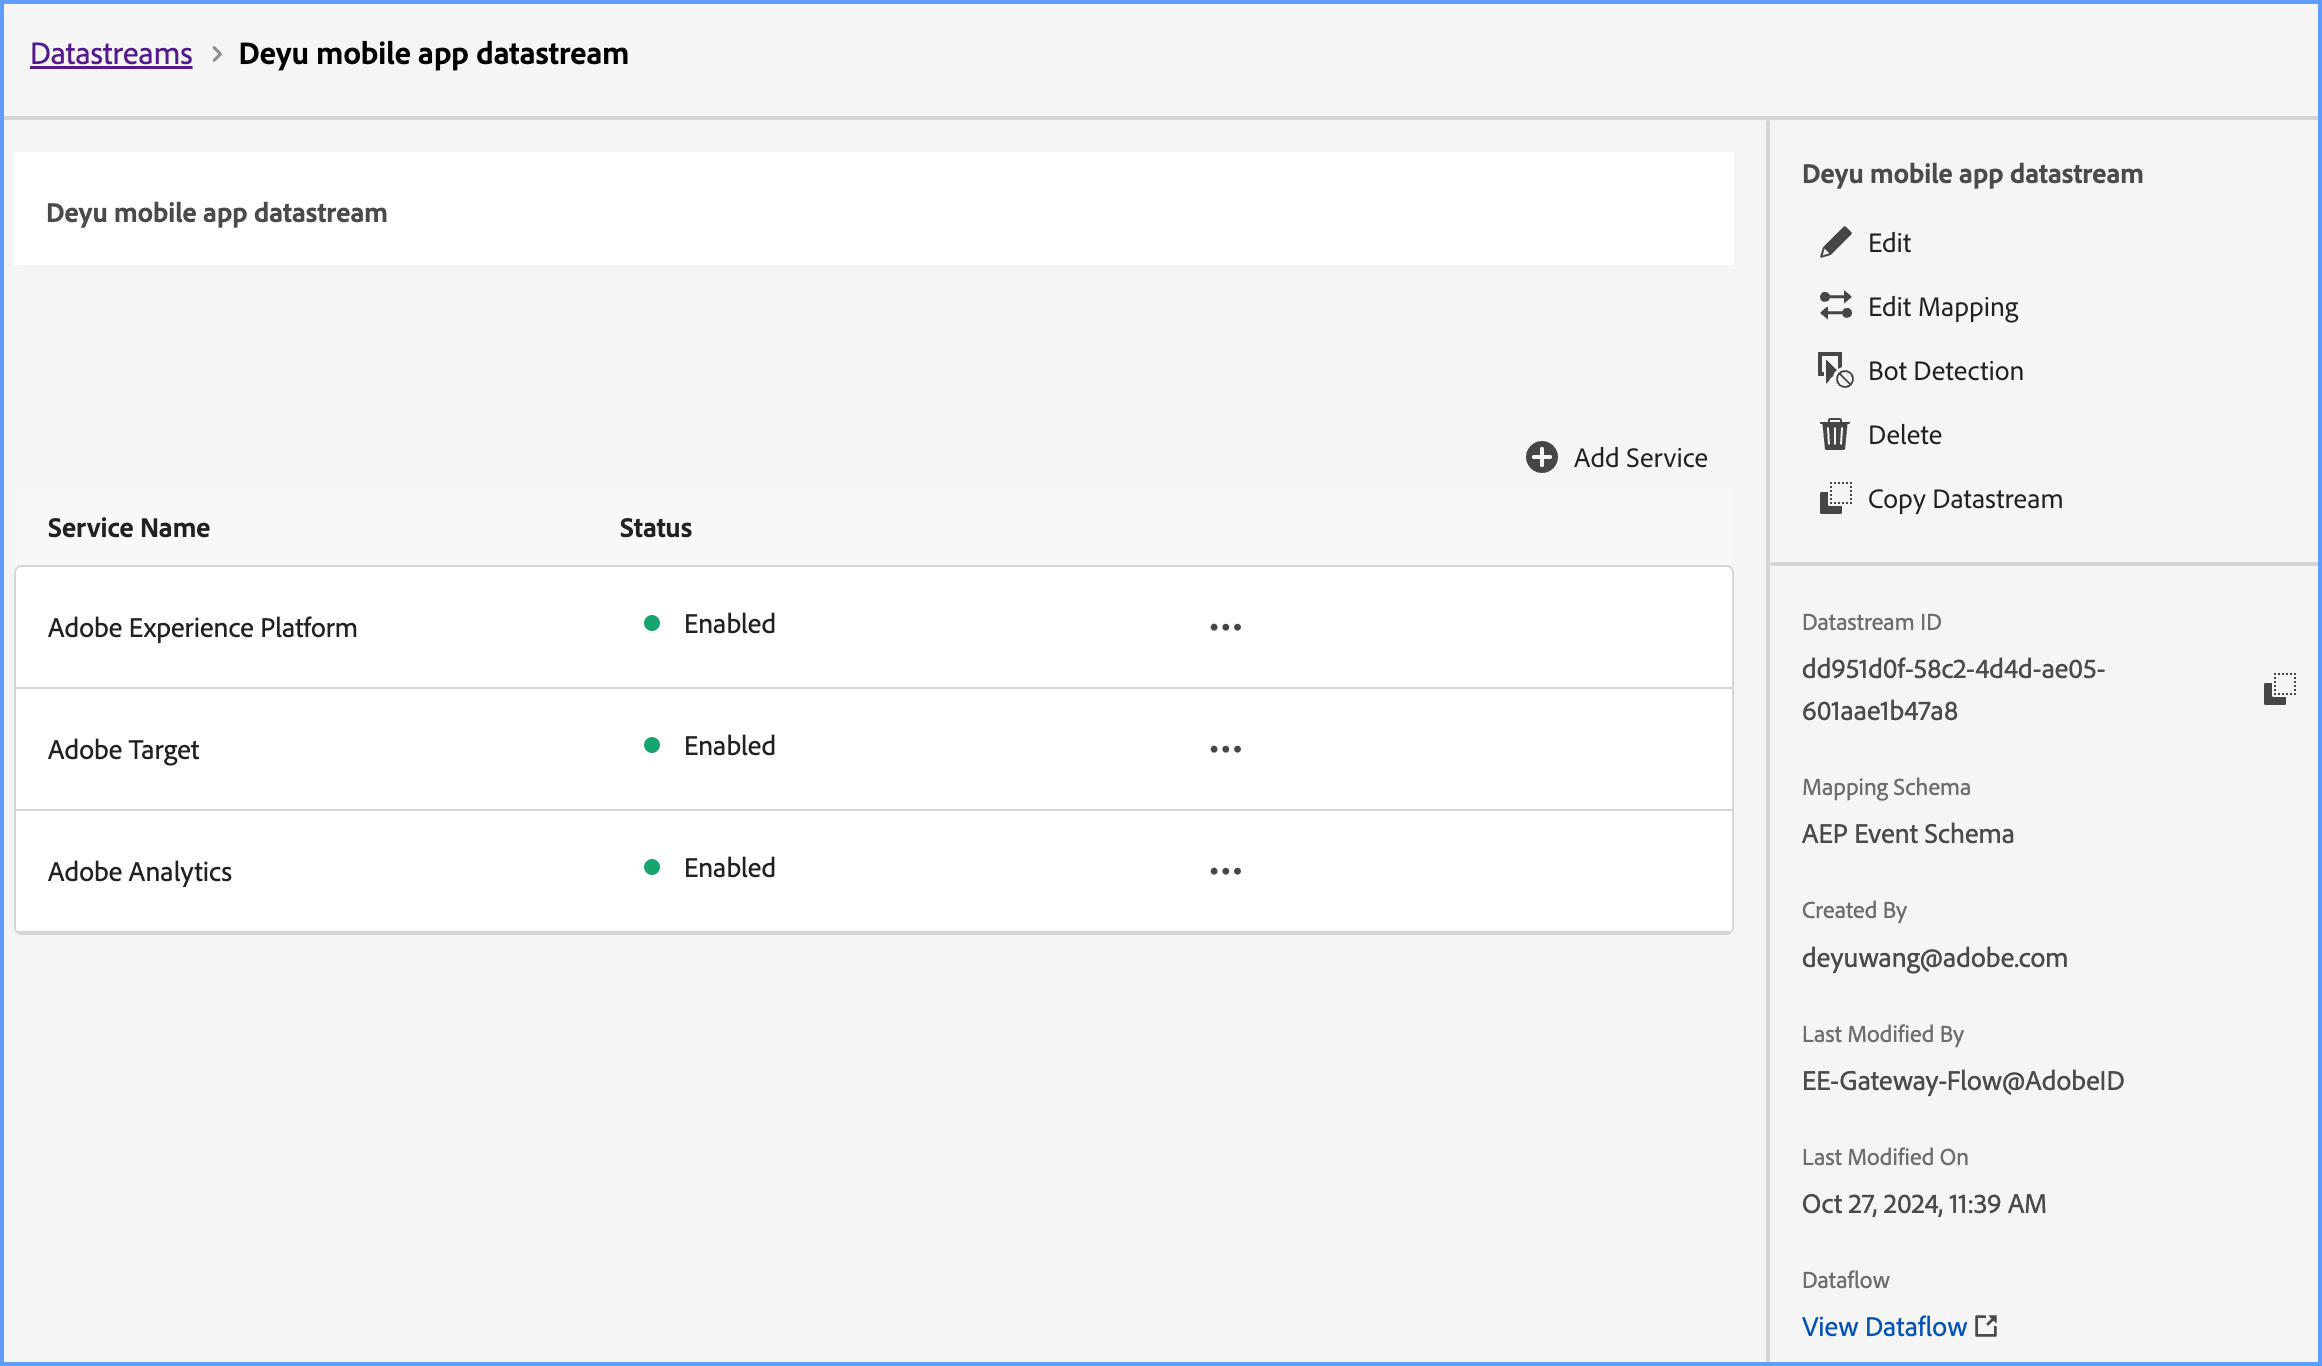 Datastreams > Deyu mobile app datastream
Deyu mobile app datastream
Add Service
Service Name Status
Adobe Experience Platform Enabled
Adobe Target Enabled
Adobe Analytics Enabled
Deyu mobile app datastream
Edit
Edit Mapping
Bot Detection
Delete
Copy Datastream
Datastream ID
dd951d0f-58c2-4d4d-ae05-
601aae1b47a8
Mapping Schema
AEP Event Schema
Created By
deyuwang@adobe.com
Last Modified By
EE-Gateway-Flow@AdobeID
Last Modified On
Oct 27, 2024, 11:39 AM
Dataflow
View Dataflow